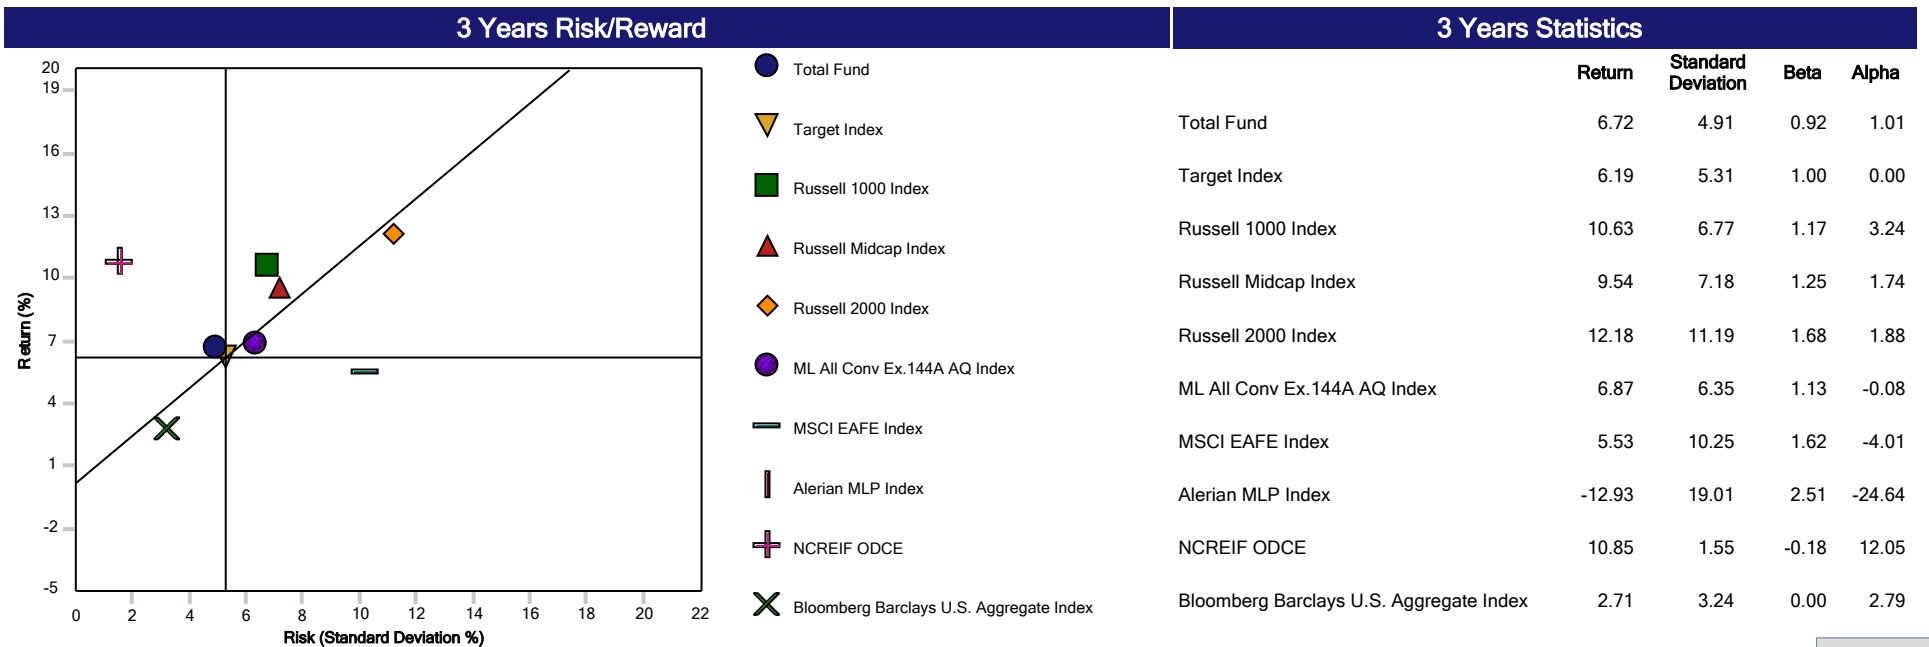 3 Years Risk/Reward
20
19
16
13
10
7
4
1
-2
-5
Return (%)
0 2 4 6 8 10 12 14 16 18 20 22
Risk (Standard Deviation %)
Total Fund
Target Index
Russell 1000 Index
Russell Midcap Index
Russell 2000 Index
ML All Conv Ex.144A AQ Index
MSCI EAFE Index
Alerian MLP Index
NCREIF ODCE
Bloomberg Barclays U.S. Aggregate Index
3 Years Statistics
Return Standard Deviation Beta Alpha
Total Fund 6.72 4.91 0.92 1.01
Target Index 6.19 5.31 1.00 0.00
Russell 1000 Index 10.63 6.77 1.17 3.24
Russell Midcap Index 9.54 7.18 1.25 1.74
Russell 2000 Index 12.18 11.19 1.68 1.88
ML All Conv Ex.144A AQ Index 6.87 6.35 1.13 -0.08
MSCI EAFE Index 5.53 10.25 1.62 -4.01
Alerian MLP Index -12.93 19.01 2.51 -24.64
NCREIF ODCE 10.85 1.55 -0.18 12.05
Bloomberg Barclays U.S. Aggregate Index 2.71 3.24 0.00 2.79